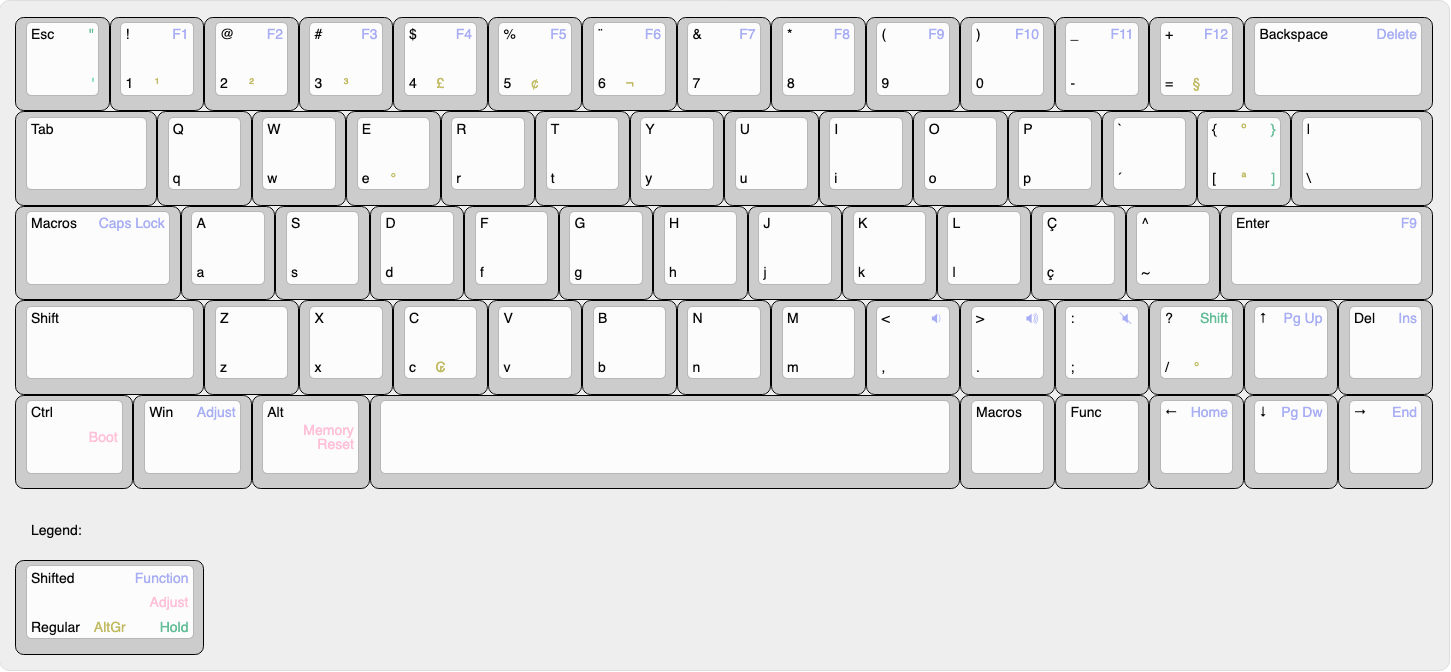 Esc " ! F1 @ F2 # F3 $ F4 % F5 ¨ F6 & F7 * F8 ( F9 ) F10 _ F11 + F12 Backspace Delete
' 1 ¹ 2 ² 3 ³ 4 £ 5 ¢ 6 ¬ 7 8 9 0 - = §
Tab Q W E R T Y U I O P ` { º } |
q w e ° r t y u i o p ´ [ ª ] \
Macros Caps Lock A S D F G H J K L Ç ^ Enter F9
a s d f g h j k l ç ~
Shift Z X C V B N M < > : ? Shift ↑ Pg Up Del Ins
z x c ₢ v b n m , . ; / °
Ctrl Win Adjust Alt Macros Func ← Home ↓ Pg Dw → End
Boot Memory
Reset
Legend:
Shifted Function
Adjust
Regular AltGr Hold